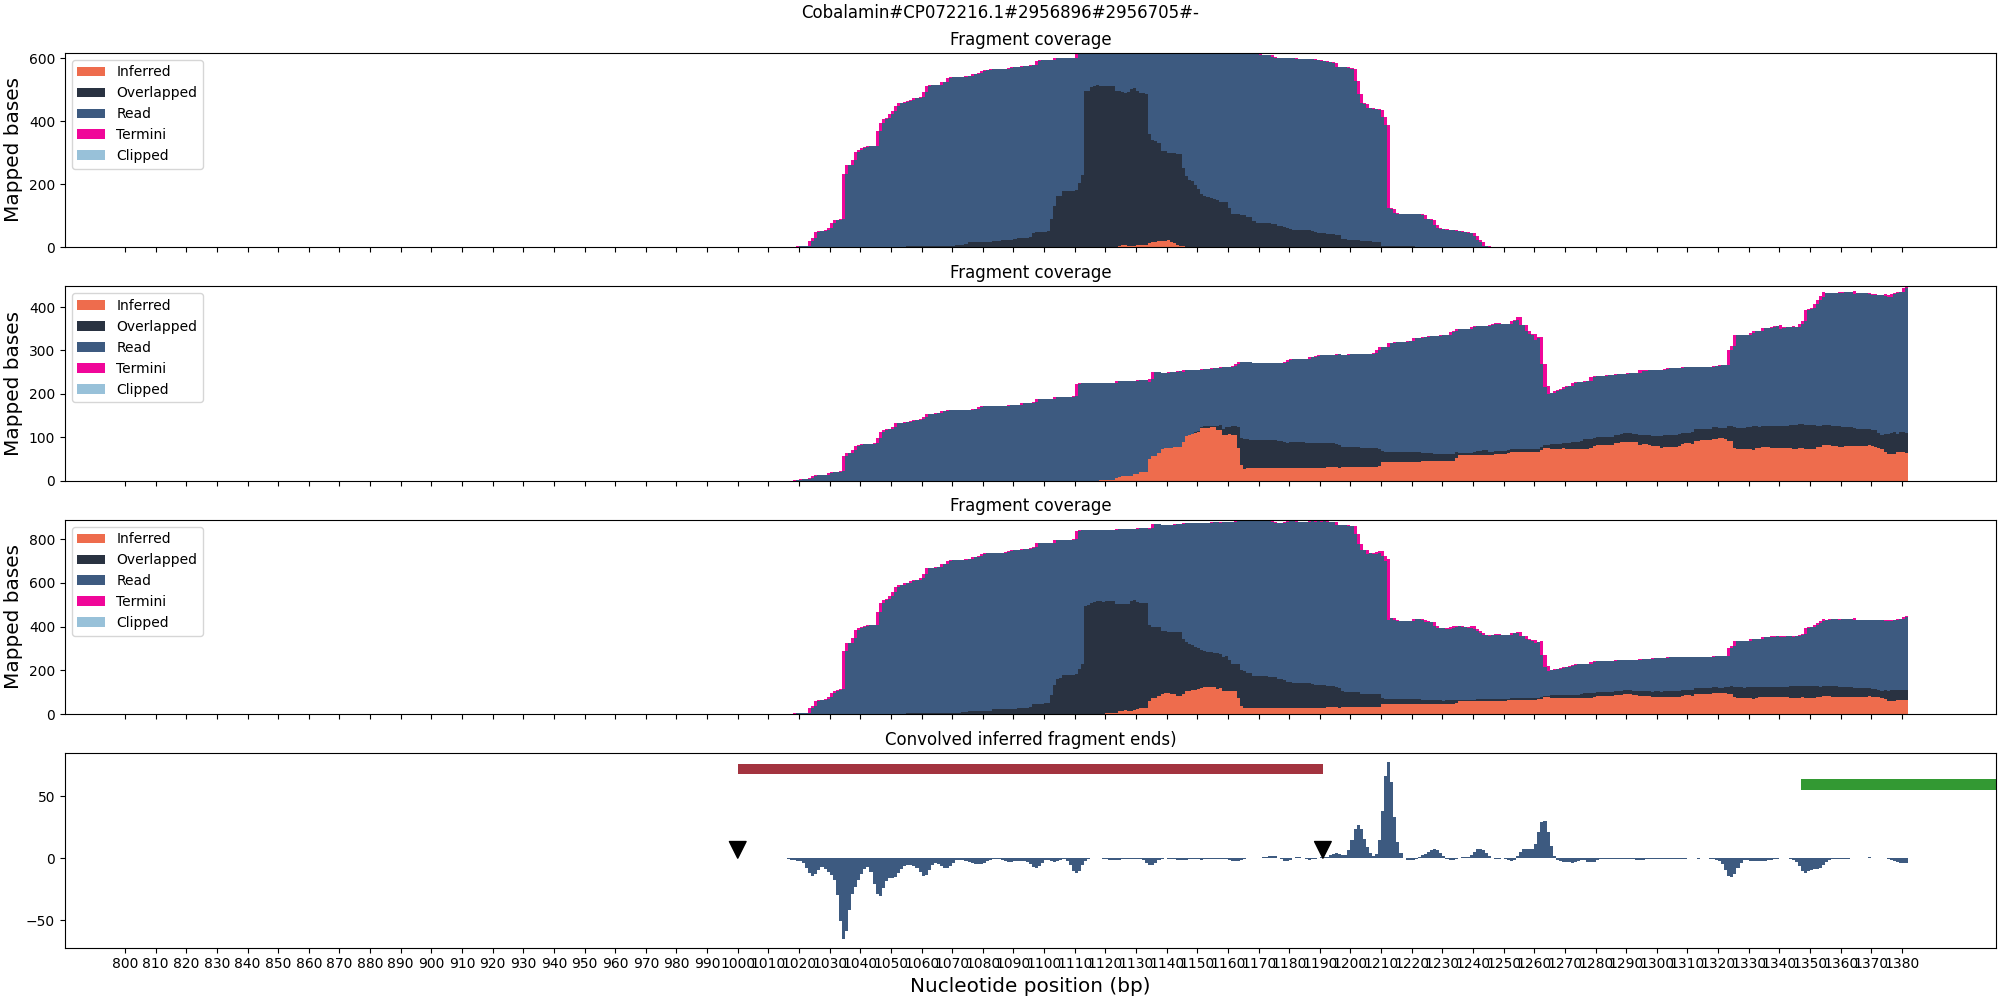 Cobalamin#CP072216.1#2956896#2956705#-
Fragment coverage
Mapped bases
600
400
200
0
Inferred
Overlapped
Read
Termini
Clipped
Fragment coverage
Mapped bases
400
300
200
100
0
Inferred
Overlapped
Read
Termini
Clipped
Fragment coverage
Mapped bases
800
600
400
200
0
Inferred
Overlapped
Read
Termini
Clipped
Convolved inferred fragment ends)
50
0
−50
800 810 820 830 840 850 860 870 880 890 900 910 920 930 940 950 960 970 980 990 1000 1010 1020 1030 1040 1050 1060 1070 1080 1090 1100 1110 1120 1130 1140 1150 1160 1170 1180 1190 1200 1210 1220 1230 1240 1250 1260 1270 1280 1290 1300 1310 1320 1330 1340 1350 1360 1370 1380
Nucleotide position (bp)